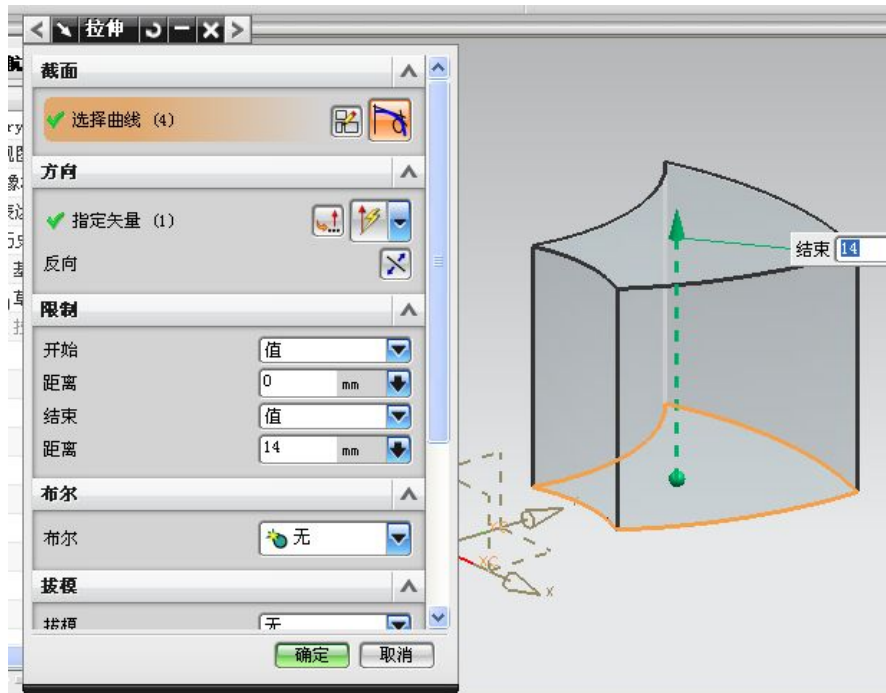 拉伸
截面
选择曲线 (4)
方向
指定矢量 (1)
反向
限制
开始 值
距离 0 mm
结束 值
距离 14 mm
布尔
布尔 无
拔模
拔模 无
确定 取消
结束 14
XC
X